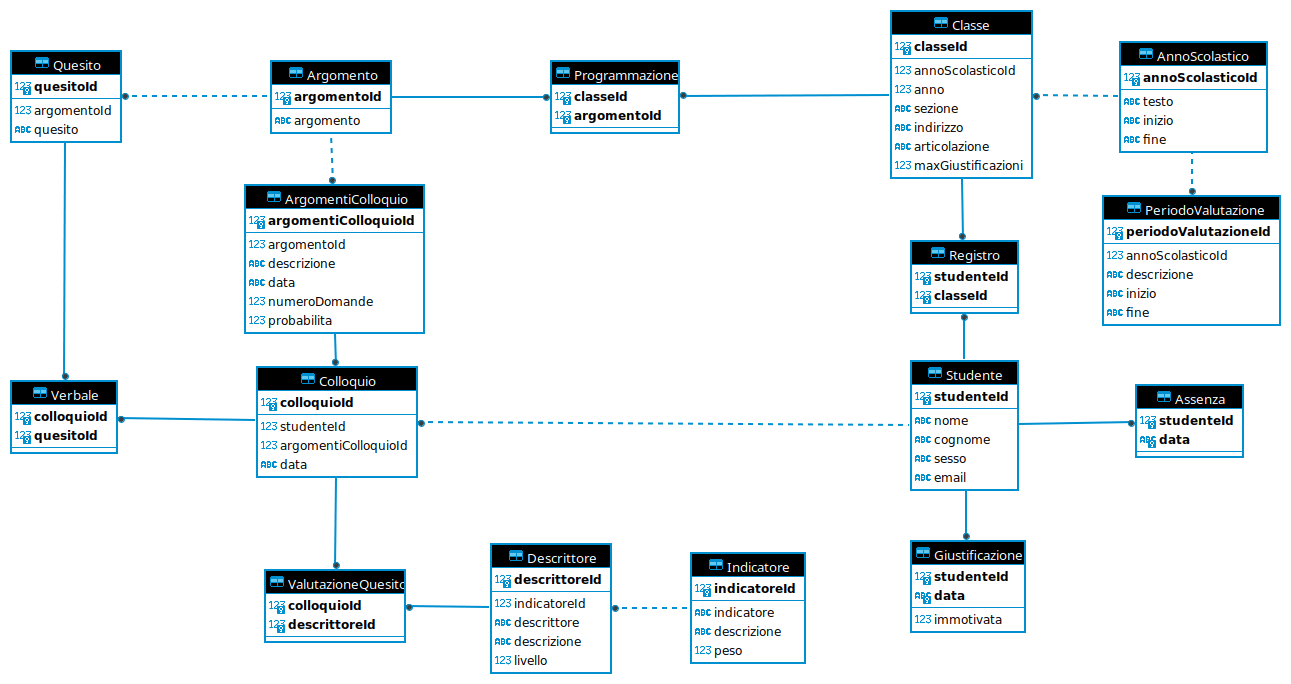 Quesito
123 quesitoId
123 argomentoId
ABC quesito
Argomento
123 argomentoId
ABC argomento
Programmazione
123 classeId
123 argomentoId
Classe
123 classeId
123 annoScolasticoId
123 anno
ABC sezione
ABC indirizzo
ABC articolazione
123 maxGiustificazioni
AnnoScolastico
123 annoScolasticoId
ABC testo
ABC inizio
ABC fine
ArgomentiColloquio
123 argomentiColloquioId
123 argomentoId
ABC descrizione
ABC data
123 numeroDomande
123 probabilita
PeriodoValutazione
123 periodoValutazioneId
123 annoScolasticoId
ABC descrizione
ABC inizio
ABC fine
Registro
123 studenteId
123 classeId
Verbale
123 colloquioId
123 quesitoId
Colloquio
123 colloquioId
123 studenteId
123 argomentiColloquioId
ABC data
Studente
123 studenteId
ABC nome
ABC cognome
ABC sesso
ABC email
Assenza
123 studenteId
ABC data
ValutazioneQuesito
123 colloquioId
123 descrittoreId
Descrittore
123 descrittoreId
123 indicatoreId
ABC descrittore
ABC descrizione
123 livello
Indicatore
123 indicatoreId
ABC indicatore
ABC descrizione
123 peso
Giustificazione
123 studenteId
ABC data
123 immotivata